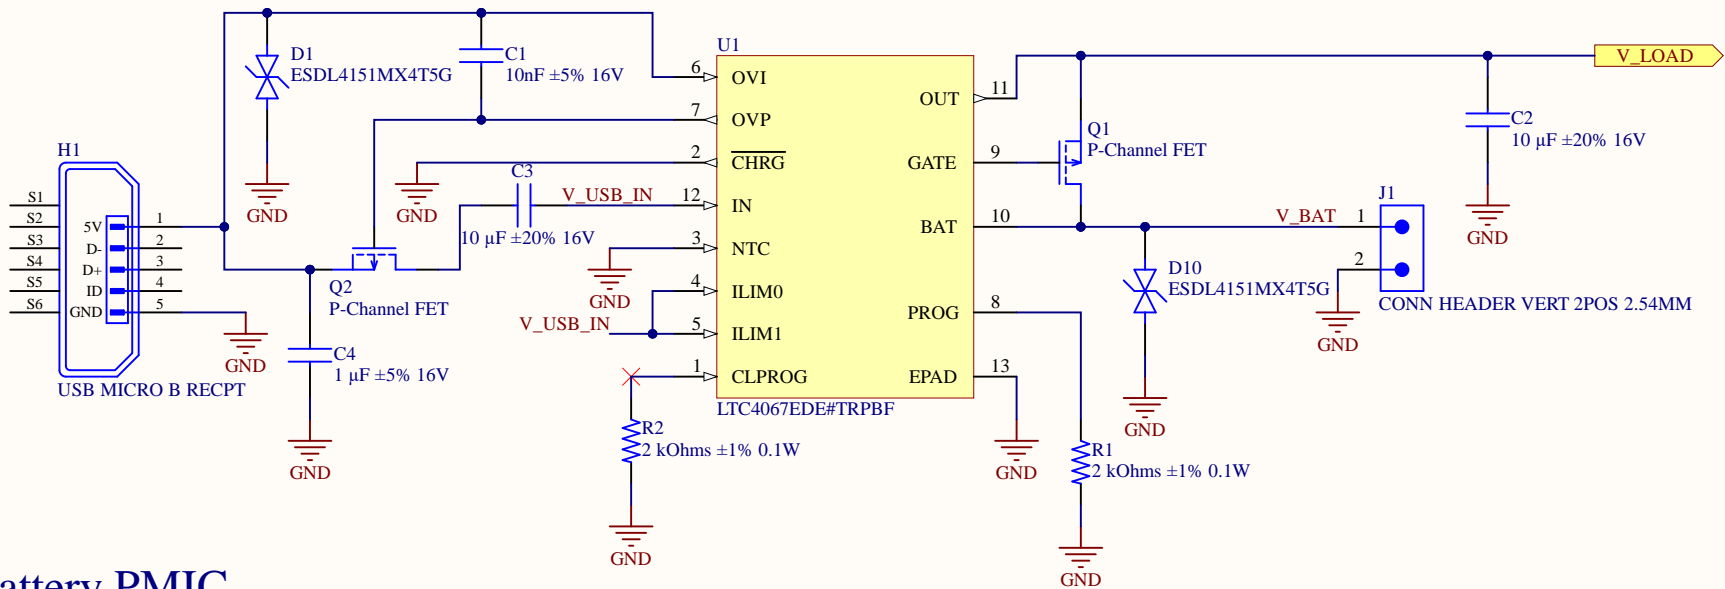 U1
D1
ESDL4151MX4T5G
C1
10nF ±5% 16V
6
OVI
7
OVP
2
CHRG
12
IN
3
NTC
4
ILIM0
5
ILIM1
1
CLPROG
OUT
11
GATE
9
BAT
10
PROG
8
EPAD
13
LTC4067EDE#TRPBF
V_LOAD
C2
10 µF ±20% 16V
GND
Q1
P-Channel FET
V_BAT
J1
1
2
CONN HEADER VERT 2POS 2.54MM
GND
D10
ESDL4151MX4T5G
GND
R1
2 kOhms ±1% 0.1W
GND
GND
H1
S1
S2
S3
S4
S5
S6
5V
D-
D+
ID
GND
1
2
3
4
5
USB MICRO B RECPT
GND
GND
GND
C3
10 µF ±20% 16V
V_USB_IN
Q2
P-Channel FET
C4
1 µF ±5% 16V
GND
GND
V_USB_IN
R2
2 kOhms ±1% 0.1W
GND
PMIC